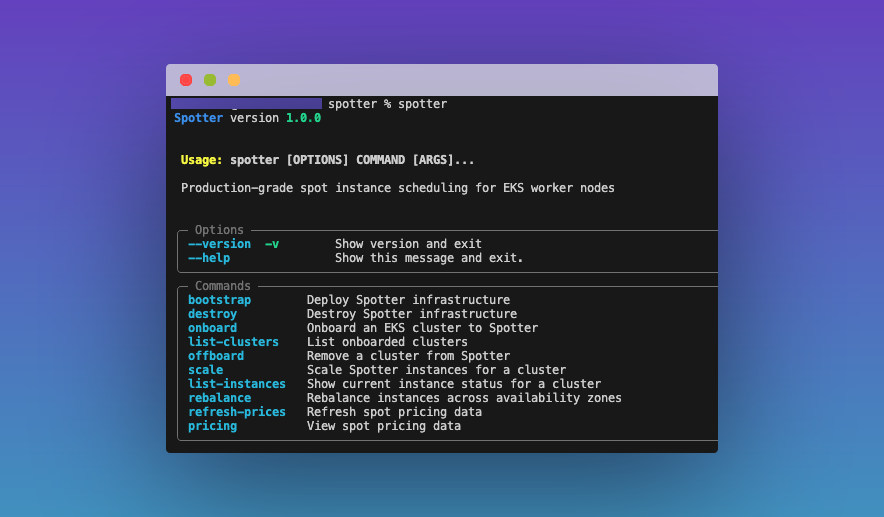 spotter % spotter
Spotter version 1.0.0
Usage: spotter [OPTIONS] COMMAND [ARGS]...
Production-grade spot instance scheduling for EKS worker nodes
Options
--version -v Show version and exit
--help Show this message and exit.
Commands
bootstrap Deploy Spotter infrastructure
destroy Destroy Spotter infrastructure
onboard Onboard an EKS cluster to Spotter
list-clusters List onboarded clusters
offboard Remove a cluster from Spotter
scale Scale Spotter instances for a cluster
list-instances Show current instance status for a cluster
rebalance Rebalance instances across availability zones
refresh-prices Refresh spot pricing data
pricing View spot pricing data